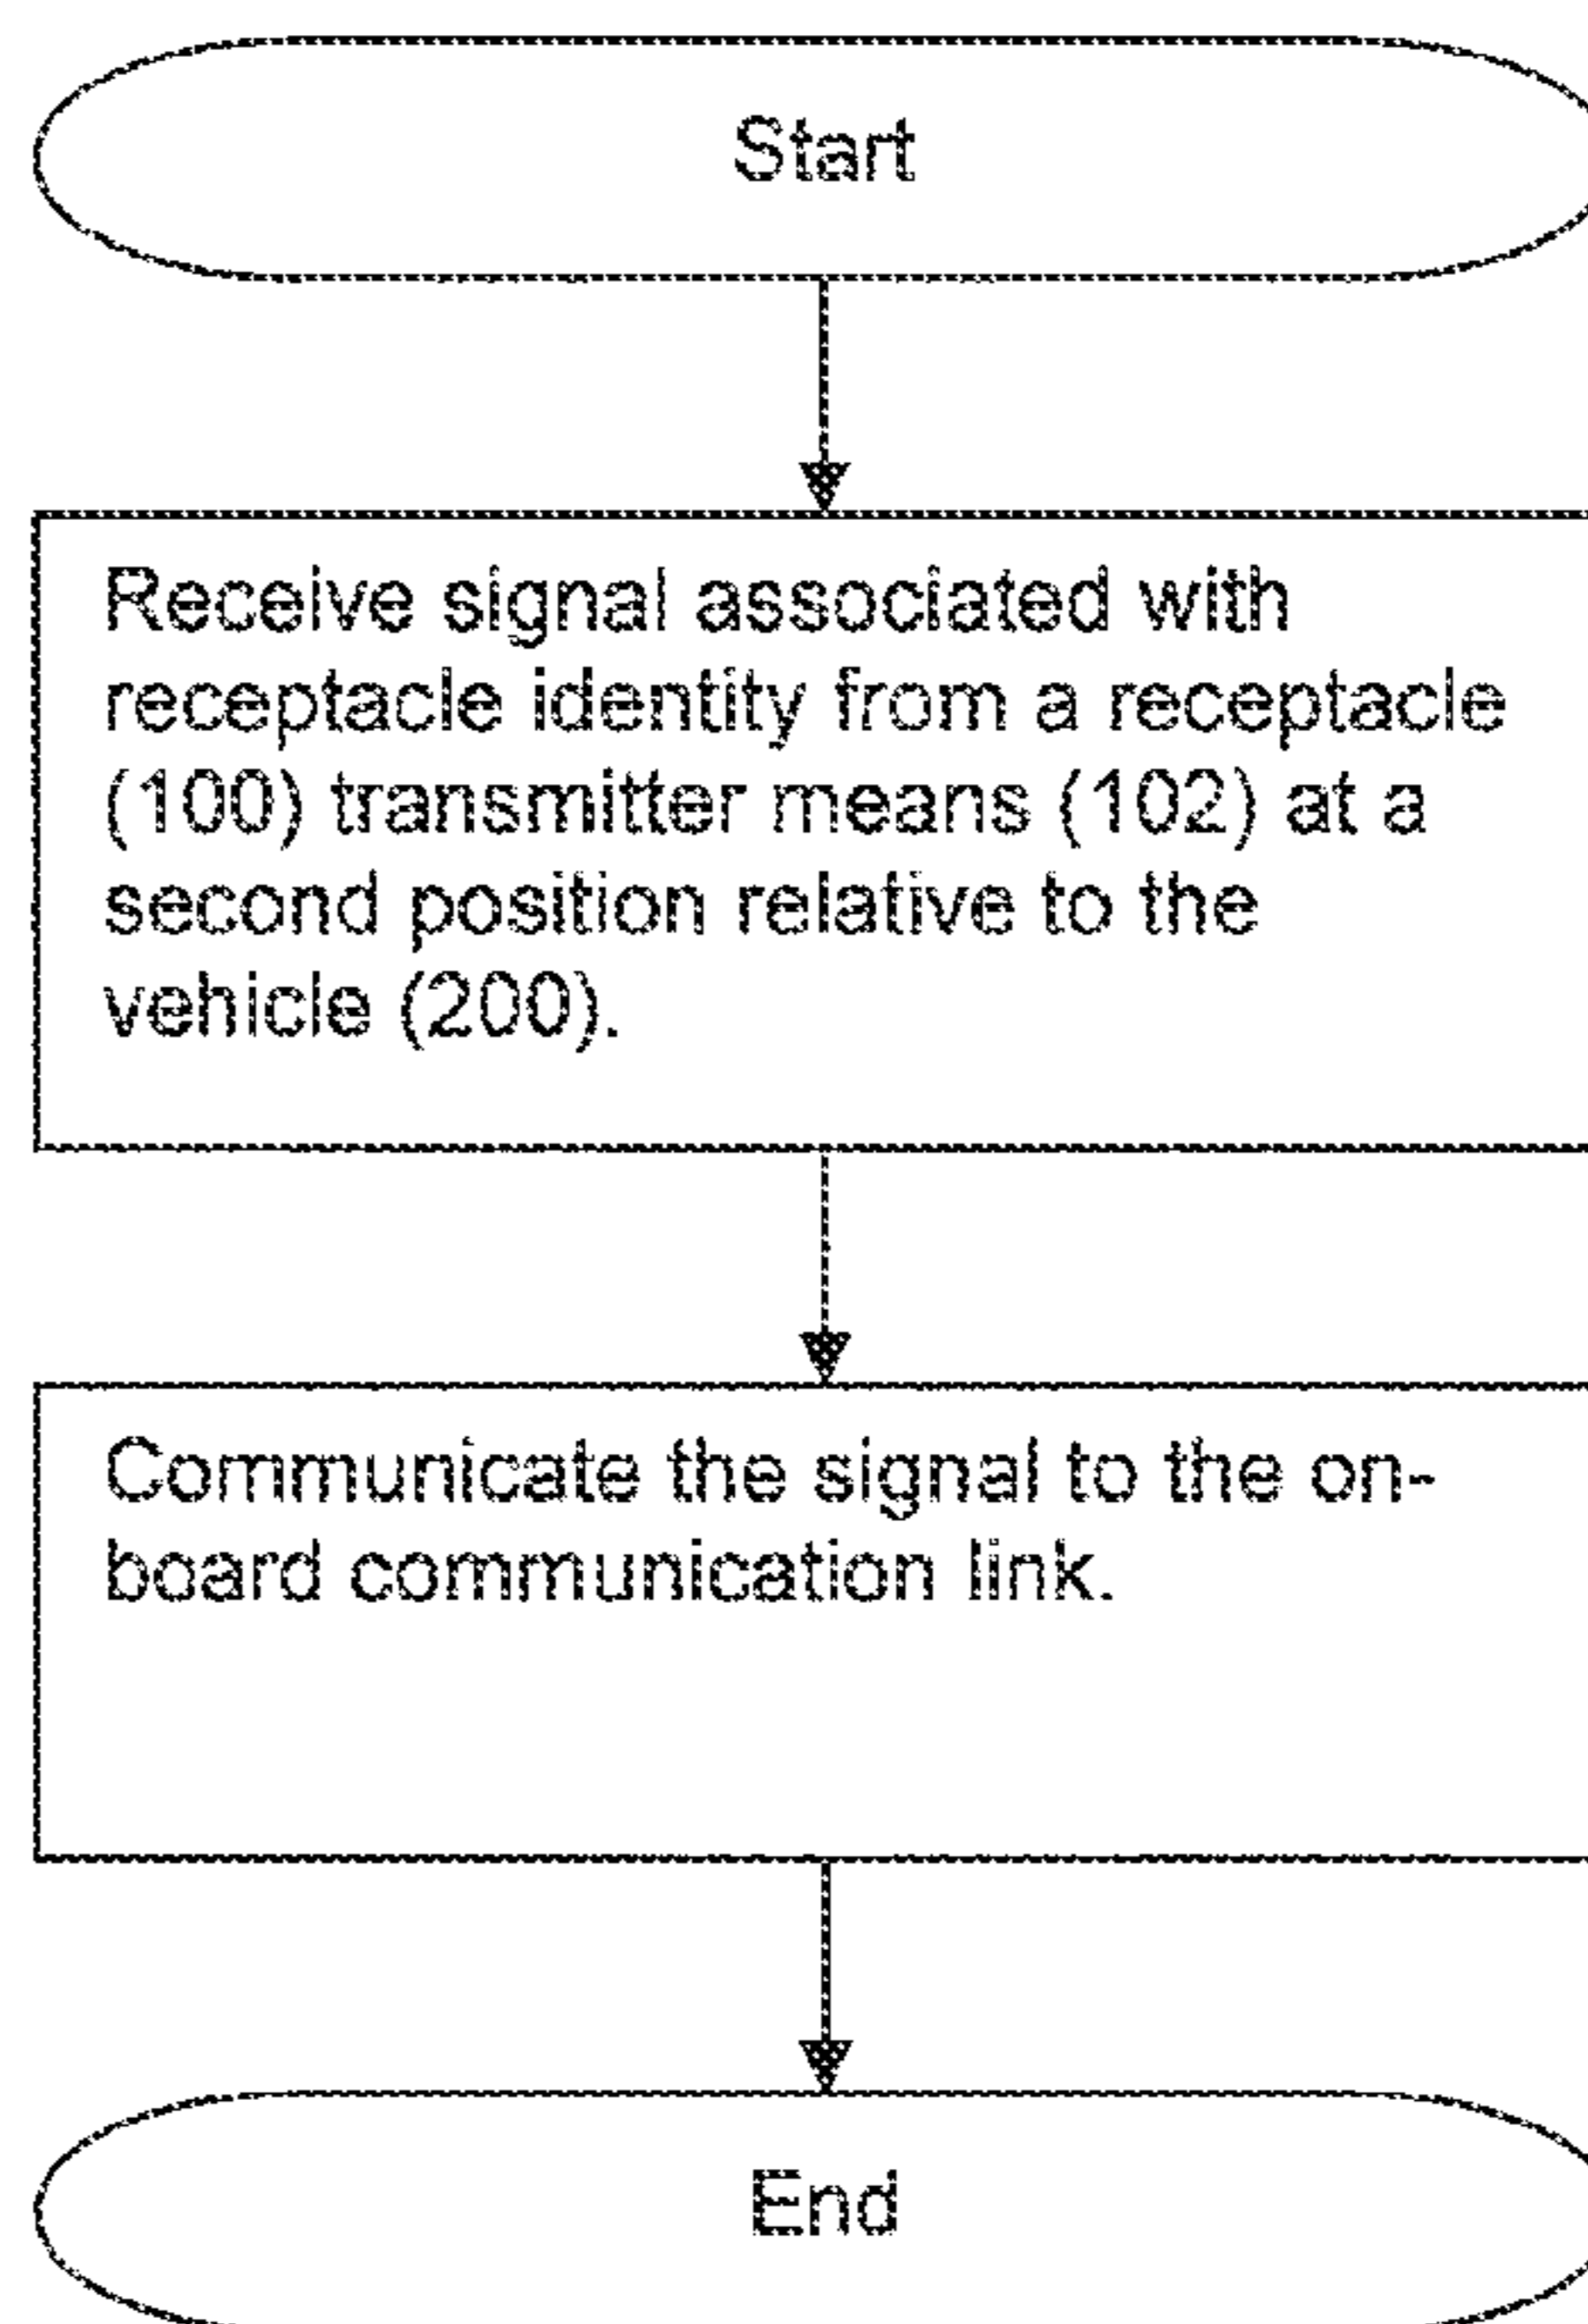 Start
Receive signal associated with
receptacle identity from a receptacle
(100) transmitter means (102) at a
second position relative to the
vehicle (200).
Communicate the signal to the on-
board communication link.
End